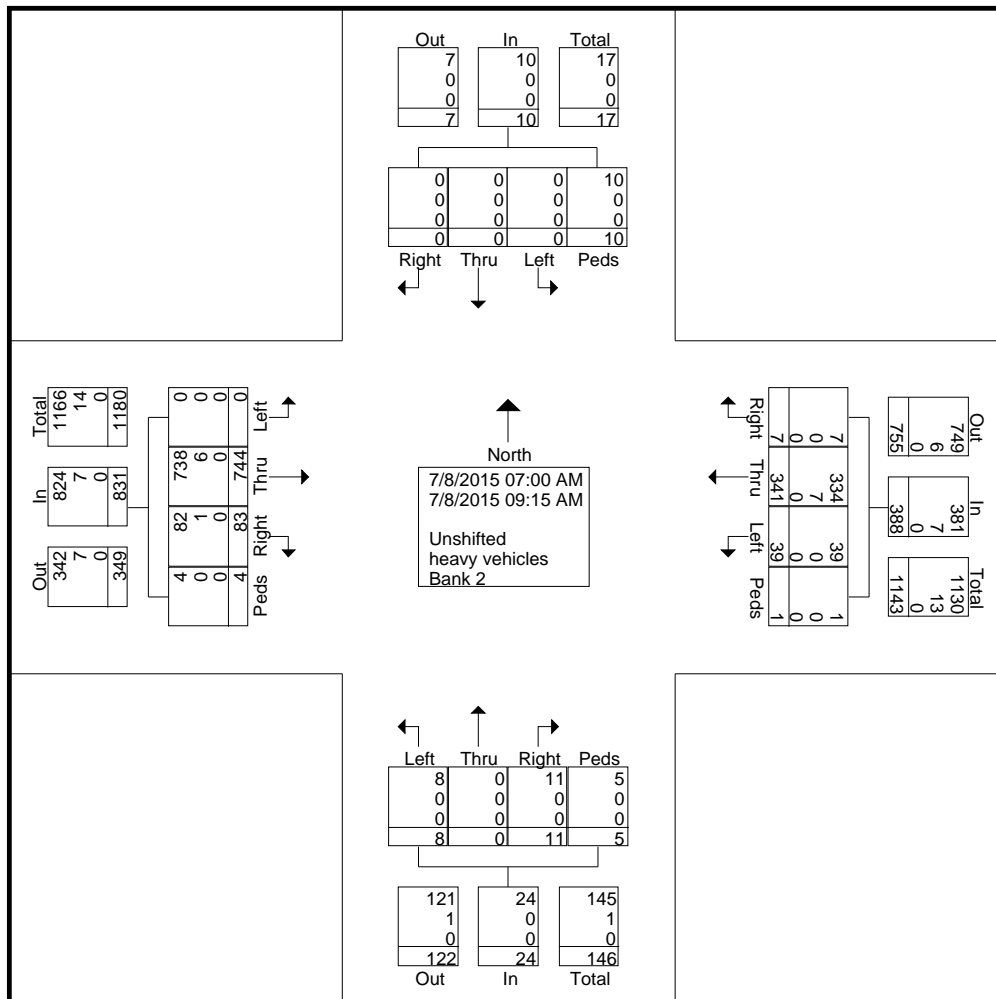 Out In Total
7 10 17
0 0 0
0 0 0
7 10 17
0 0 0 10
0 0 0 0
0 0 0 0
0 0 0 10
Right Thru Left Peds
Total
1166 14 0 1180
In
824 7 0 831
Out
342 7 0 349
0 0 0 0
Left
738 6 0 744
Thru
82 1 0 83
Right
4 0 0 4
Peds
North
7/8/2015 07:00 AM
7/8/2015 09:15 AM
Unshifted
heavy vehicles
Bank 2
Right
7 0 0 7
Thru
334 7 0 341
Left
39 0 0 39
Peds
1 0 0 1
Out
749 6 0 755
In
381 7 0 388
Total
1130 13 0 1143
Left Thru Right Peds
8 0 11 5
0 0 0 0
0 0 0 0
8 0 11 5
121 24 145
1 0 1
0 0 0
122 24 146
Out In Total